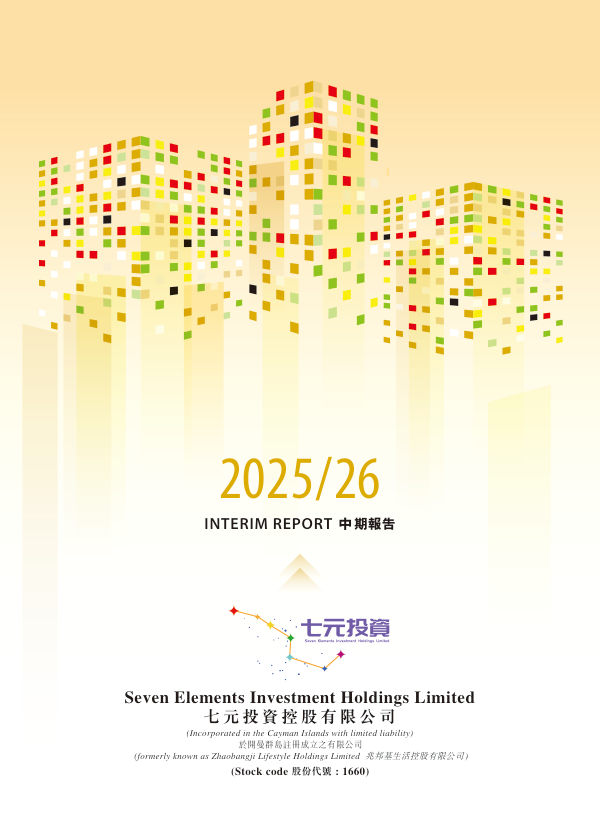 2025/26
INTERIM REPORT 中期報告
七元投資
Seven Elements Investment Holdings Limited
Seven Elements Investment Holdings Limited
七元投資控股有限公司
(Incorporated in the Cayman Islands with limited liability)
於開曼群島註冊成立之有限公司
(formerly known as Zhaobangji Lifestyle Holdings Limited 兆邦基生活控股有限公司)
(Stock code 股份代號 : 1660)